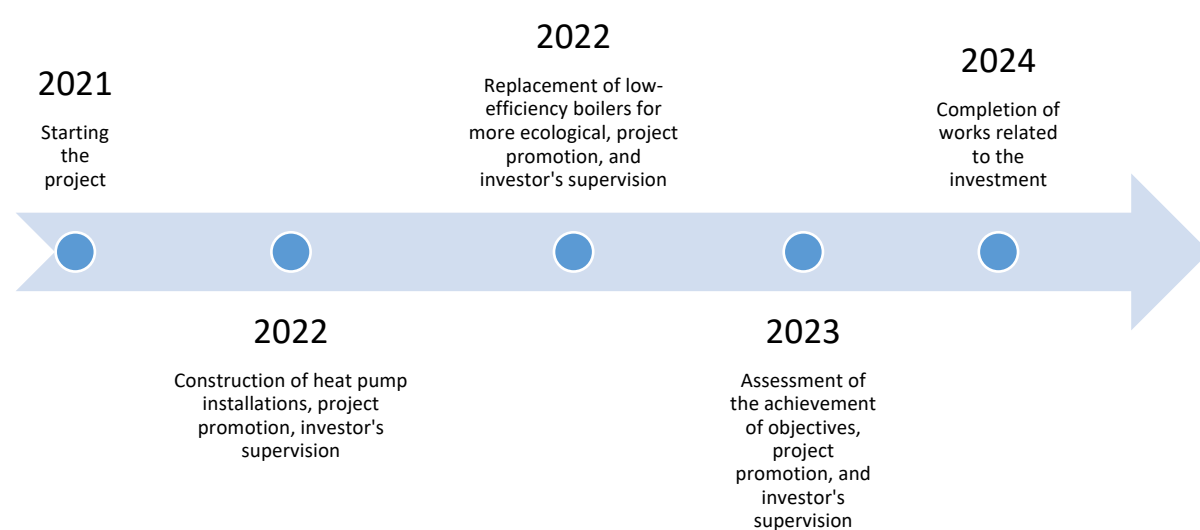 2021
Starting
the
project
2022
Construction of heat pump
installations, project
promotion, investor's
supervision
2022
Replacement of low-
efficiency boilers for
more ecological, project
promotion, and
investor's supervision
2023
Assessment of
the achievement
of objectives,
project
promotion, and
investor's
supervision
2024
Completion of
works related
to the
investment